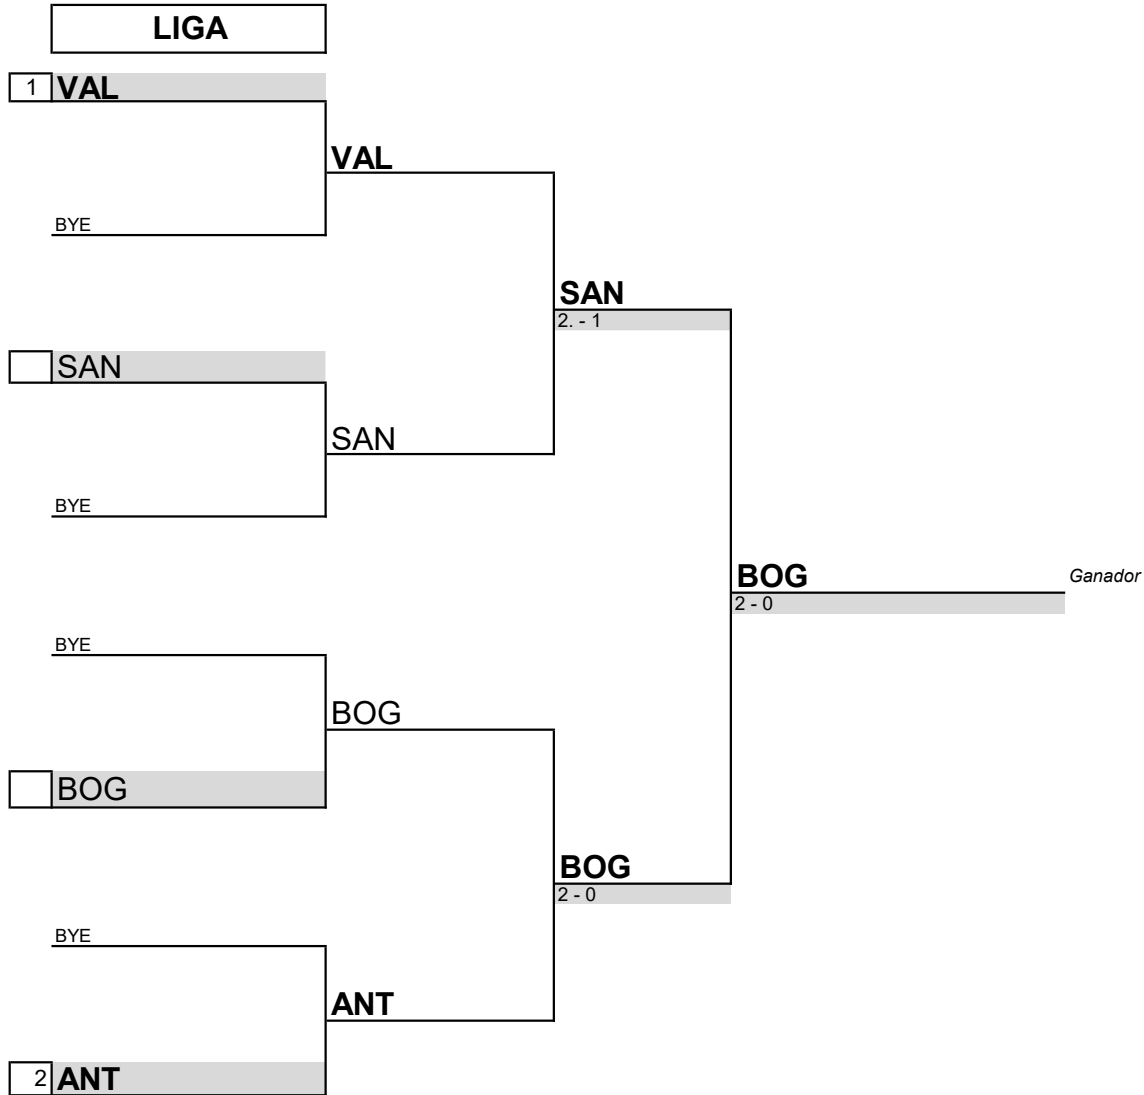 LIGA
1 VAL
VAL
BYE
SAN
2. - 1
SAN
SAN
BYE
BOG
Ganador
2 - 0
BYE
BOG
BOG
BOG
2 - 0
BYE
ANT
2 ANT